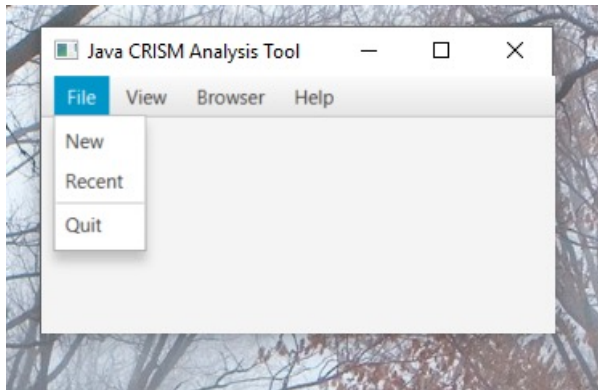 Java CRISM Analysis Tool
File View Browser Help
New
Recent
Quit